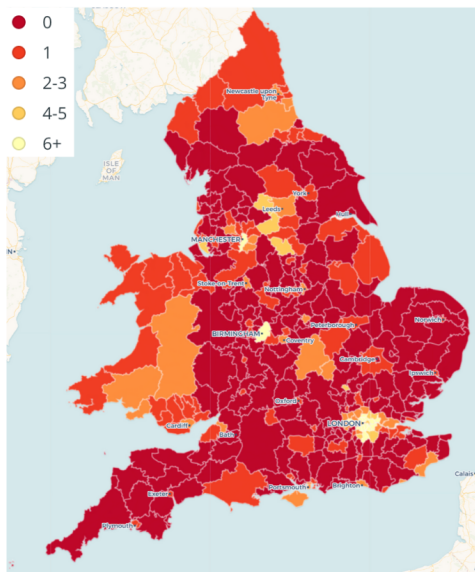 0
1
2-3
4-5
6+
Newcastle upon
Tyne
ISLE
OF
MAN
York
Leeds
Hull
MANCHESTER
Stoke-on-Trent
Nottingham
Norwich
BIRMINGHAM
Peterborough
Coventry
Cambridge
Ipswich
Oxford
Cardiff
LONDON
Bath
Calais
Exeter
Portsmouth
Brighton
Plymouth